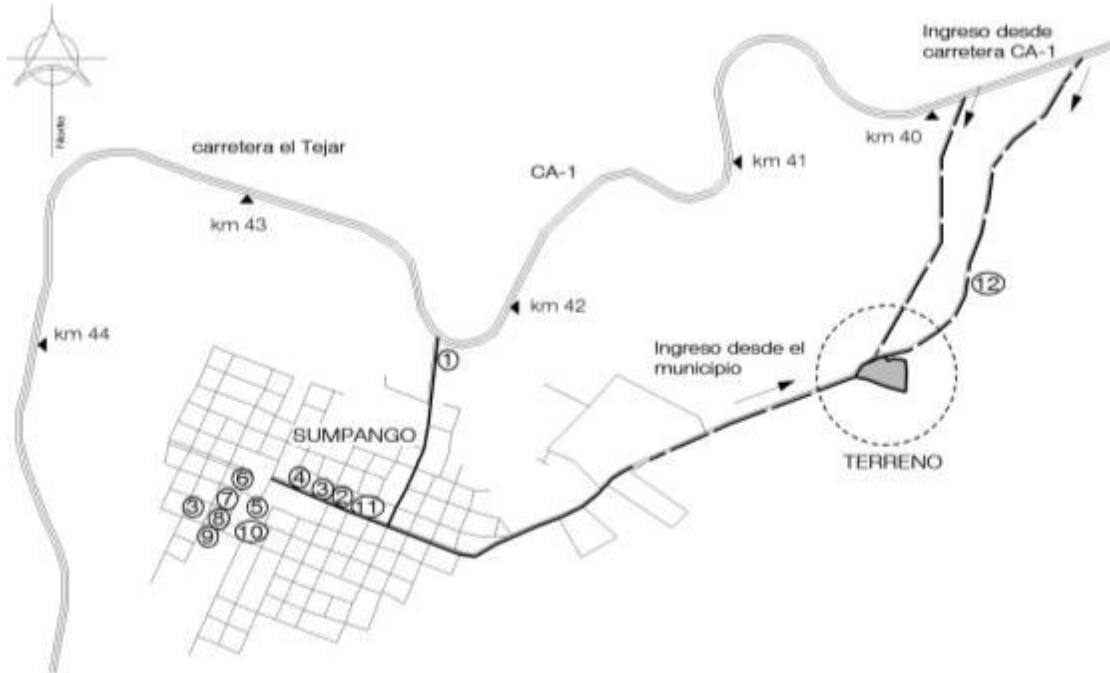 Ingreso desde
carretera CA-1
Norte
carretera el Tejar
km 40
CA-1
km 41
km 43
km 42
km 44
12
1
Ingreso desde el
municipio
SUMPANGO
TERRENO
6
4
3
2
11
3
7
5
8
9
10